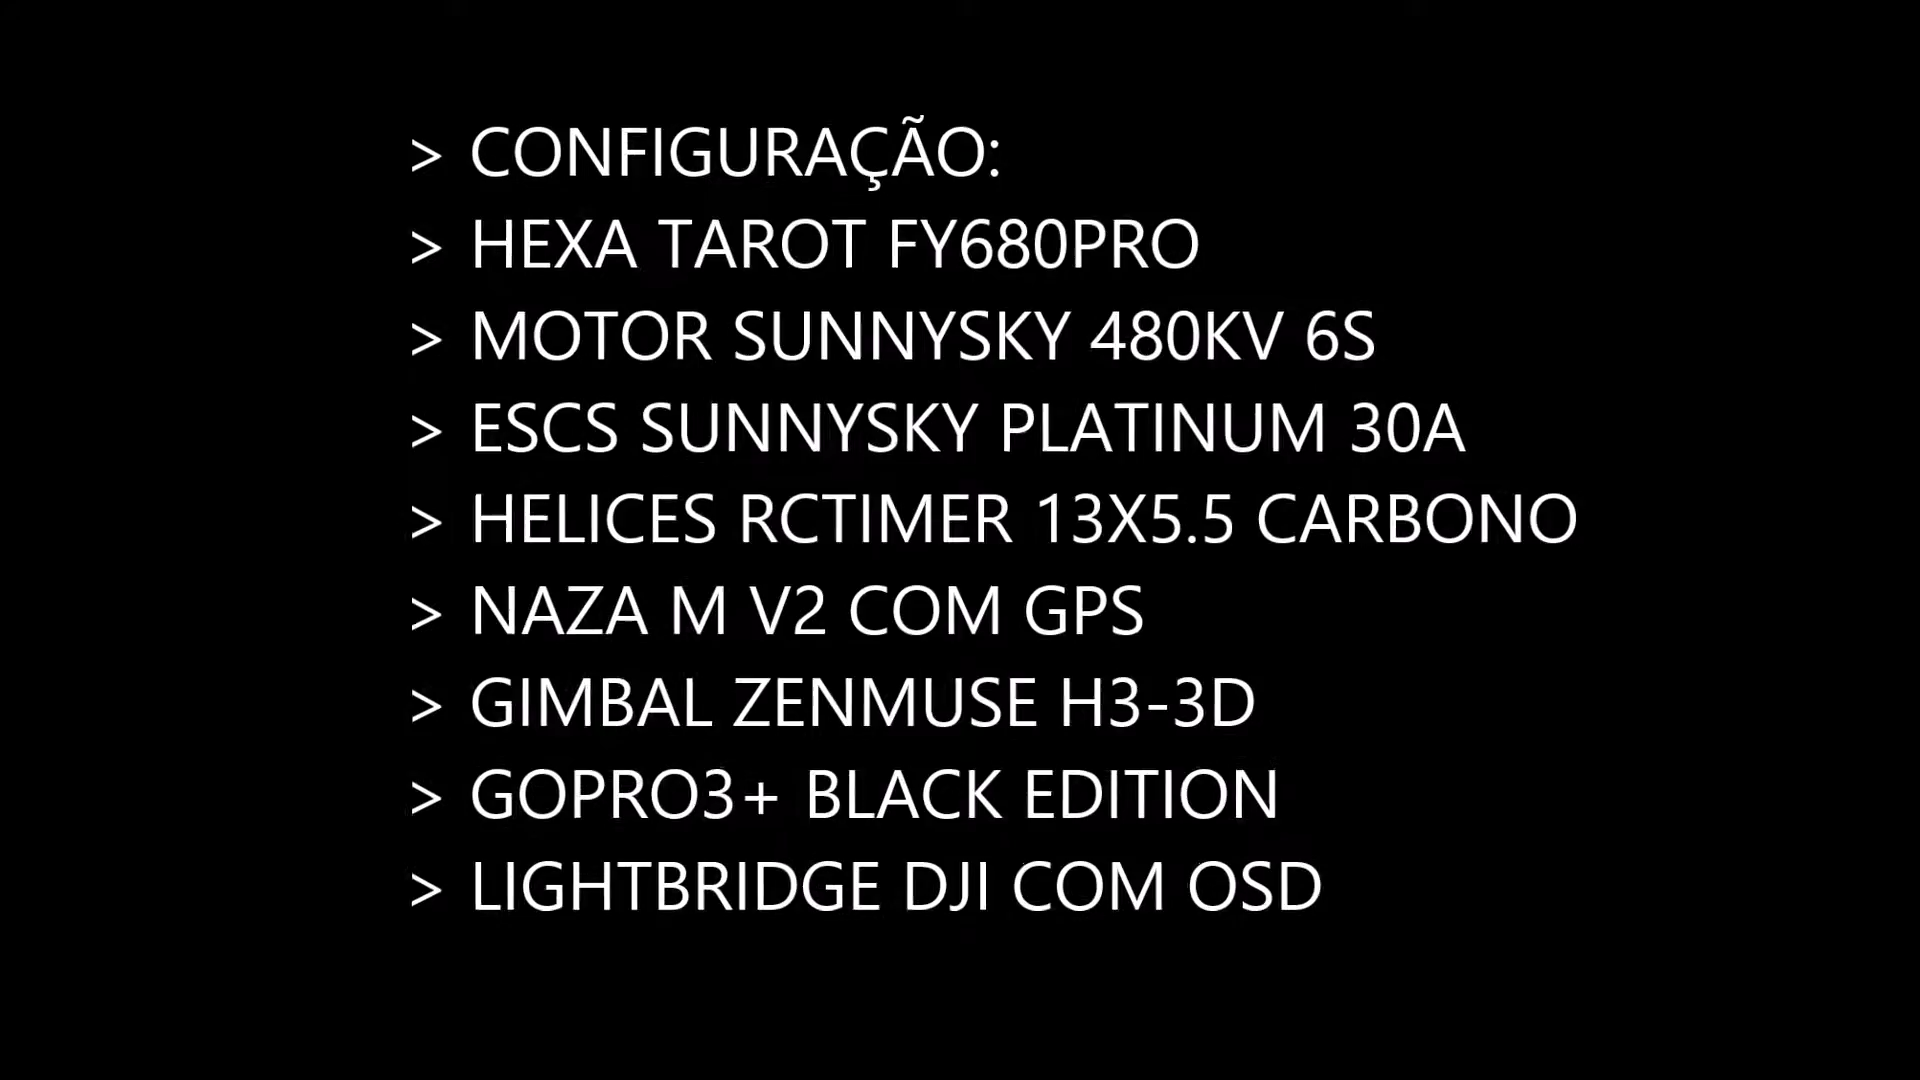 > CONFIGURAÇÃO:
> HEXA TAROT FY680PRO
> MOTOR SUNNYSKY 480KV 6S
> ESCS SUNNYSKY PLATINUM 30A
> HELICES RCTIMER 13X5.5 CARBONO
> NAZA M V2 COM GPS
> GIMBAL ZENMUSE H3-3D
> GOPRO3+ BLACK EDITION
> LIGHTBRIDGE DJI COM OSD